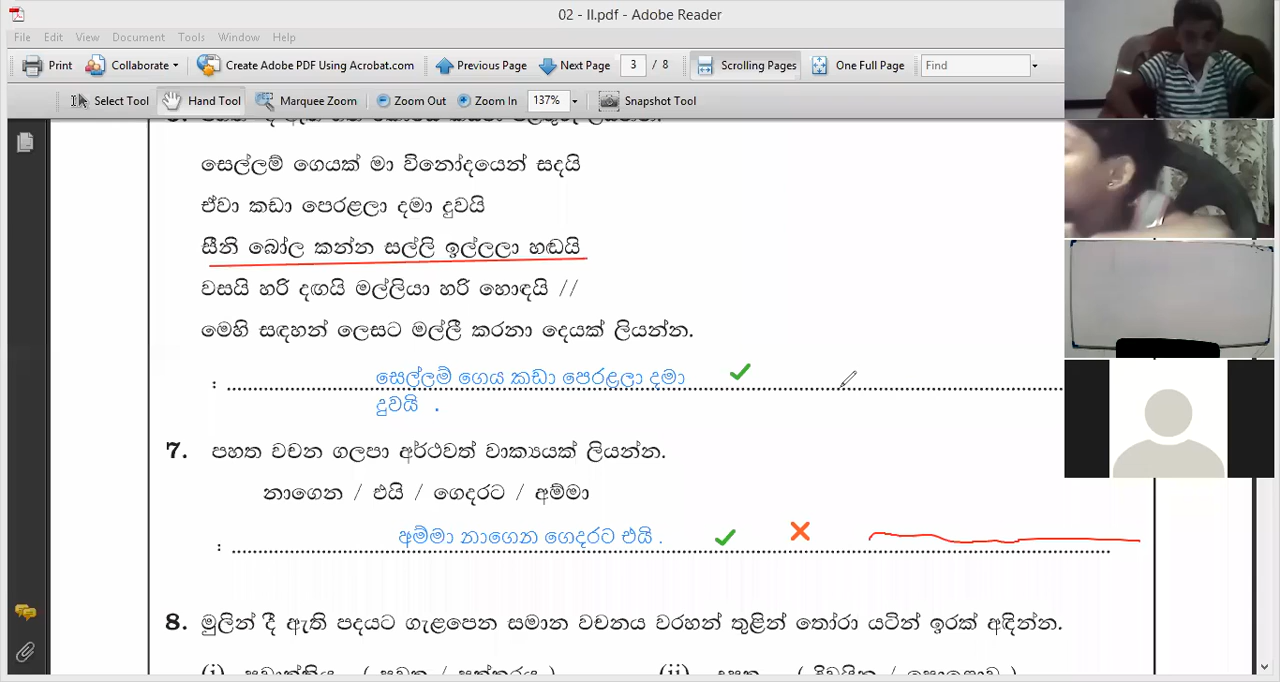 02 - II.pdf - Adobe Reader
File Edit View Document Tools Window Help
Print Collaborate Create Adobe PDF Using Acrobat.com Previous Page Next Page 3 / 8 Scrolling Pages One Full Page Find
Select Tool Hand Tool Marquee Zoom Zoom Out Zoom In 137% Snapshot Tool
සෙල්ලම් ගෙයක් මා විනෝදයෙන් සදයි
ඒවා කඩා පෙරළලා දමා දුවයි
සීනි බෝල කන්න සල්ලි ඉල්ලලා හඬයි
වසයි හරි දඟයි මල්ලියා හරි හොඳයි //
මෙහි සඳහන් ලෙසට මල්ලී කරනා දෙයක් ලියන්න.
: සෙල්ලම් ගෙය කඩා පෙරළලා දමා
දුවයි .
7. පහත වචන ගලපා අර්ථවත් වාක්‍යයක් ලියන්න.
නාගෙන / එයි / ගෙදරට / අම්මා
: අම්මා නාගෙන ගෙදරට එයි .
8. මුලින් දී ඇති පදයට ගැළපෙන සමාන වචනය වරහන් තුළින් තෝරා යටින් ඉරක් අඳින්න.